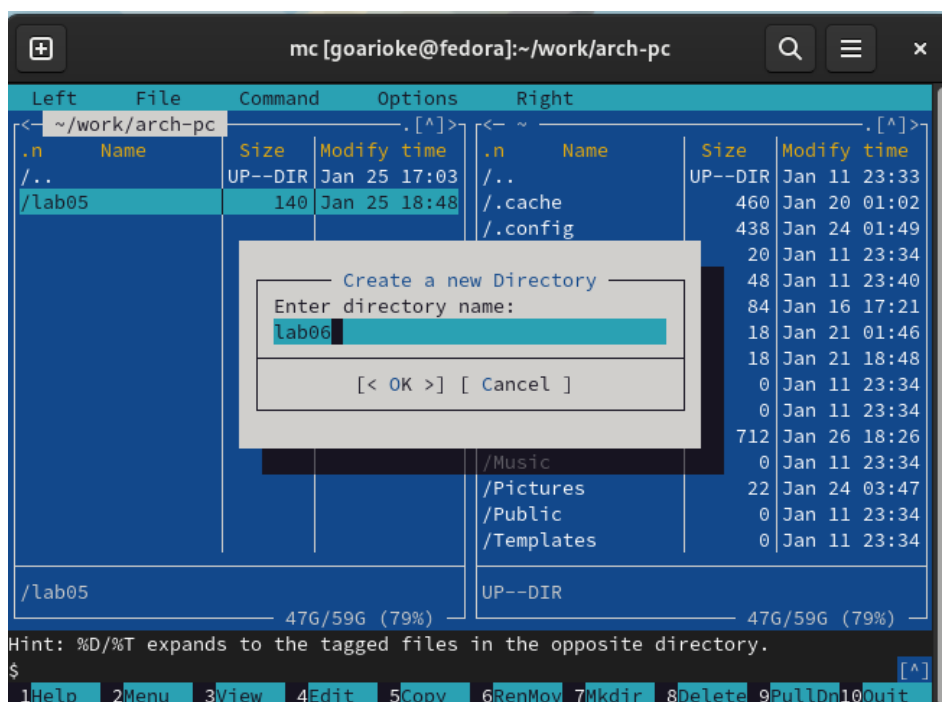 mc [goarioke@fedora]:~/work/arch-pc
Left File Command Options Right
<- ~/work/arch-pc .[^]> <- ~ .[^]>
.n Name Size Modify time .n Name Size Modify time
/.. UP--DIR Jan 25 17:03 /.. UP--DIR Jan 11 23:33
/lab05 140 Jan 25 18:48 /.cache 460 Jan 20 01:02
/.config 438 Jan 24 01:49
20 Jan 11 23:34
Create a new Directory 48 Jan 11 23:40
Enter directory name: 84 Jan 16 17:21
lab06 18 Jan 21 01:46
18 Jan 21 18:48
[< OK >] [ Cancel ] 0 Jan 11 23:34
0 Jan 11 23:34
712 Jan 26 18:26
/Music 0 Jan 11 23:34
/Pictures 22 Jan 24 03:47
/Public 0 Jan 11 23:34
/Templates 0 Jan 11 23:34
/lab05 UP--DIR
47G/59G (79%) 47G/59G (79%)
Hint: %D/%T expands to the tagged files in the opposite directory.
$ [^]
1Help 2Menu 3View 4Edit 5Copy 6RenMov 7Mkdir 8Delete 9PullDn 10Quit